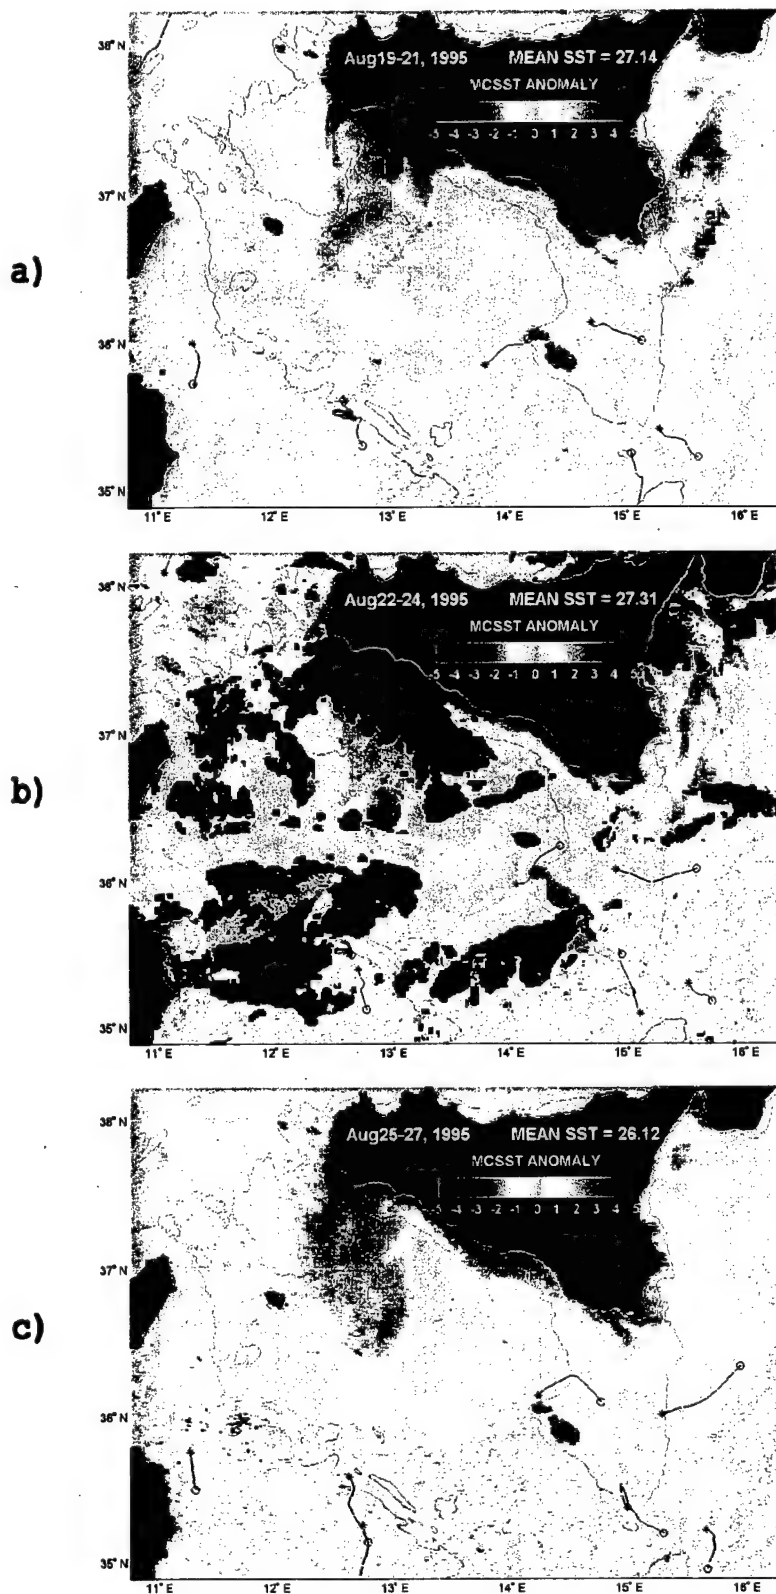 a)
38° N
37° N
36° N
35° N
Aug19-21, 1995 MEAN SST = 27.14
MCSST ANOMALY
-5 -4 -3 -2 -1 0 1 2 3 4 5
11° E 12° E 13° E 14° E 15° E 16° E
b)
38° N
37° N
36° N
35° N
Aug22-24, 1995 MEAN SST = 27.31
MCSST ANOMALY
-5 -4 -3 -2 -1 0 1 2 3 4 5
11° E 12° E 13° E 14° E 15° E 16° E
c)
38° N
37° N
36° N
35° N
Aug25-27, 1995 MEAN SST = 26.12
MCSST ANOMALY
-5 -4 -3 -2 -1 0 1 2 3 4 5
11° E 12° E 13° E 14° E 15° E 16° E